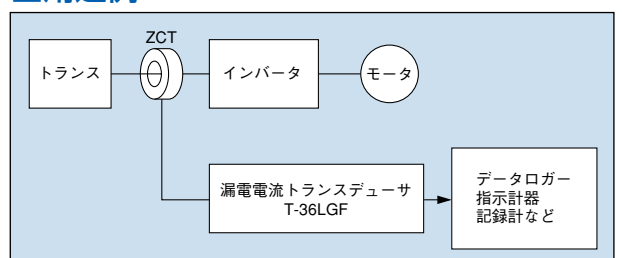 ZCT
トランス
インバータ
モータ
漏電電流トランスデューサ
T-36LGF
データロガー
指示計器
記録計など